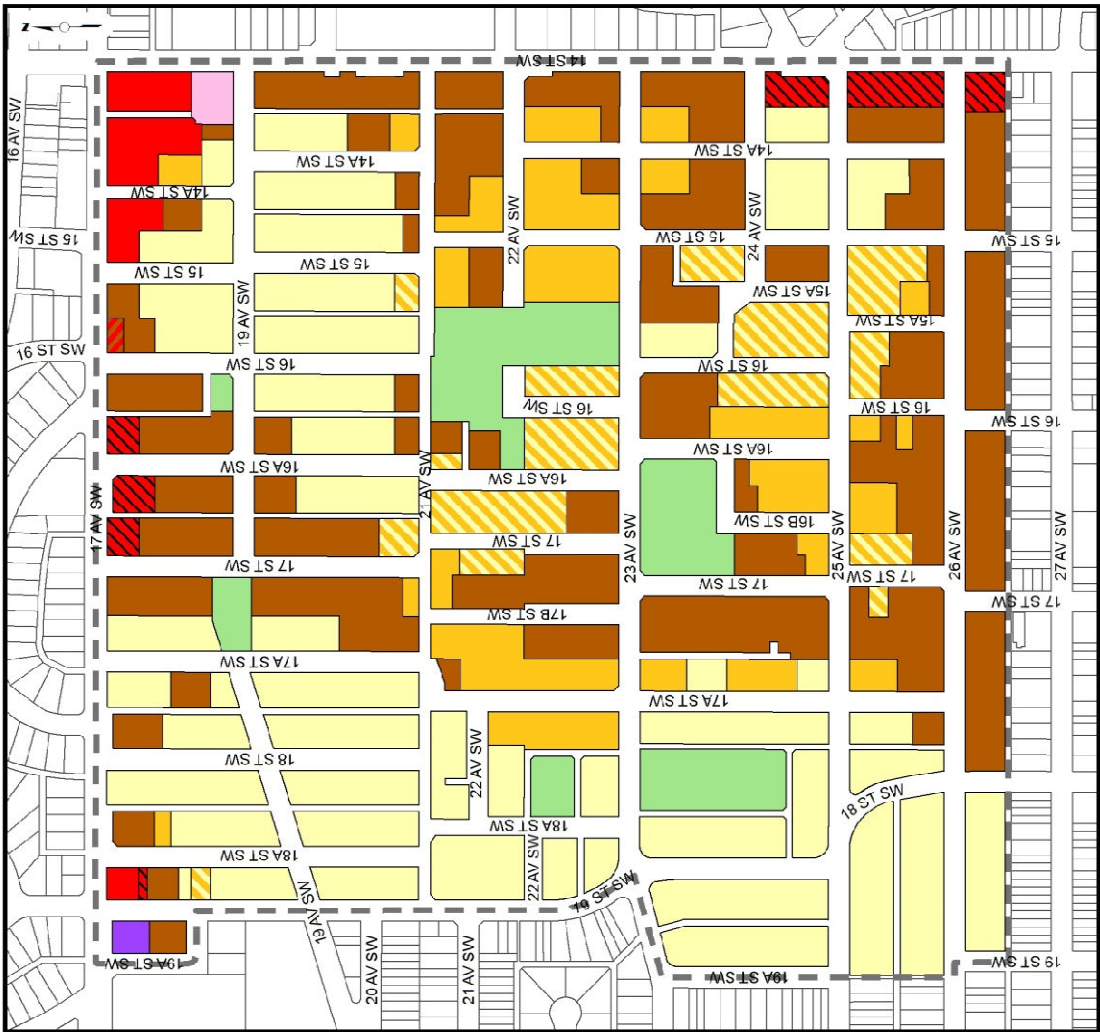 N
14 ST SW
16 AV SW
14A ST SW
14A ST SW
14A ST SW
15 ST SW
15 ST SW
15 ST SW
22 AV SW
15 ST SW
24 AV SW
15 ST SW
19 AV SW
15A ST SW
15A ST SW
16 ST SW
16 ST SW
16 ST SW
16 ST SW
16 ST SW
16 ST SW
16A ST SW
16A ST SW
16A ST SW
21 AV SW
17 AV SW
16B ST SW
17 ST SW
17 ST SW
23 AV SW
17 ST SW
25 AV SW
17 ST SW
26 AV SW
27 AV SW
17 ST SW
17B ST SW
17A ST SW
17A ST SW
18 ST SW
22 AV SW
18 ST SW
18A ST SW
18A ST SW
22 AV SW
19 ST SW
19 AV SW
20 AV SW
21 AV SW
19A ST SW
19A ST SW
19 ST SW